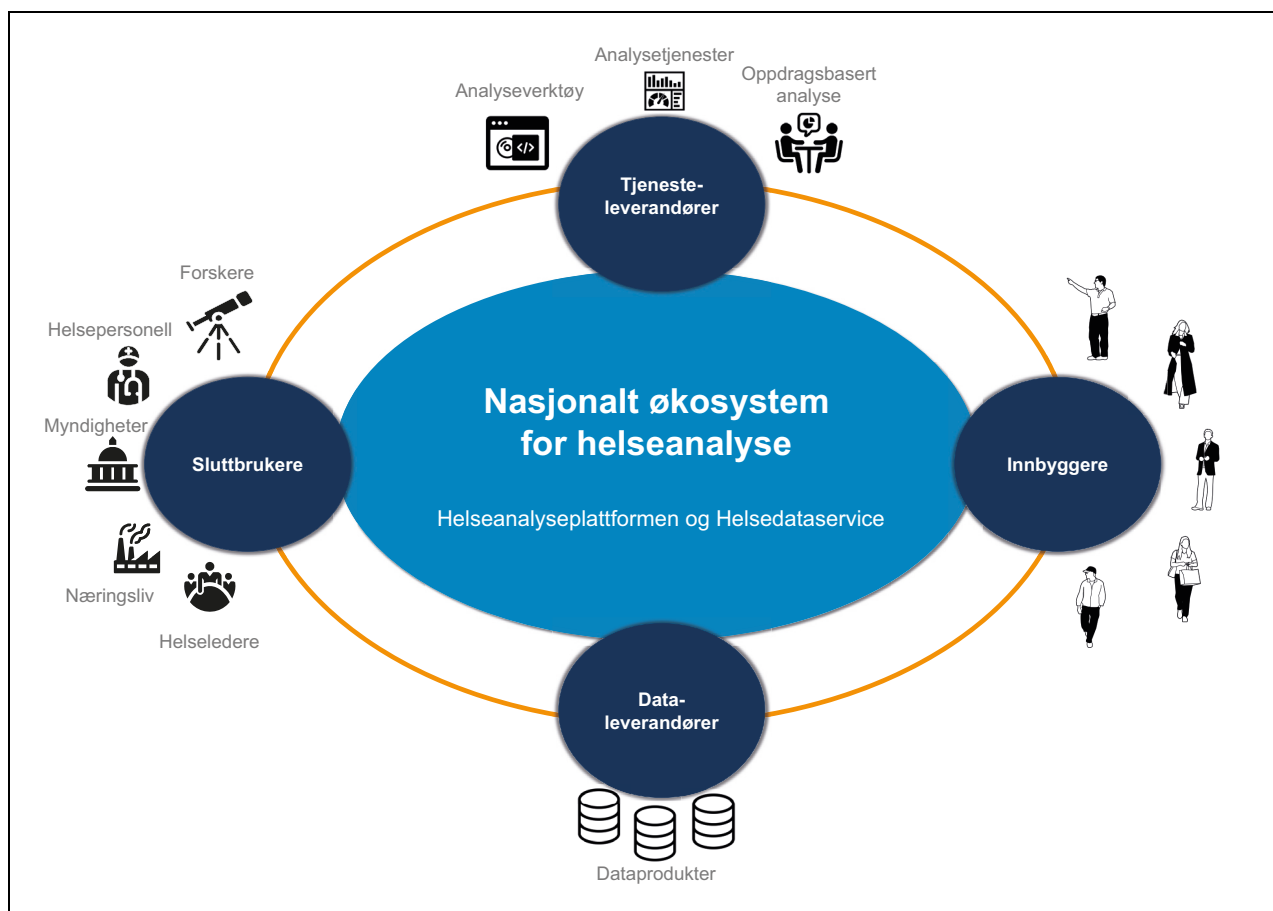 Analysetjenester
Analyseverktøy
Oppdragsbasert
analyse
Tjeneste-
leverandører
Forskere
Helsepersonell
Myndigheter
Sluttbrukere
Næringsliv
Helseledere
Nasjonalt økosystem
for helseanalyse
Helseanalyseplattformen og Helsedataservice
Innbyggere
Data-
leverandører
Dataprodukter